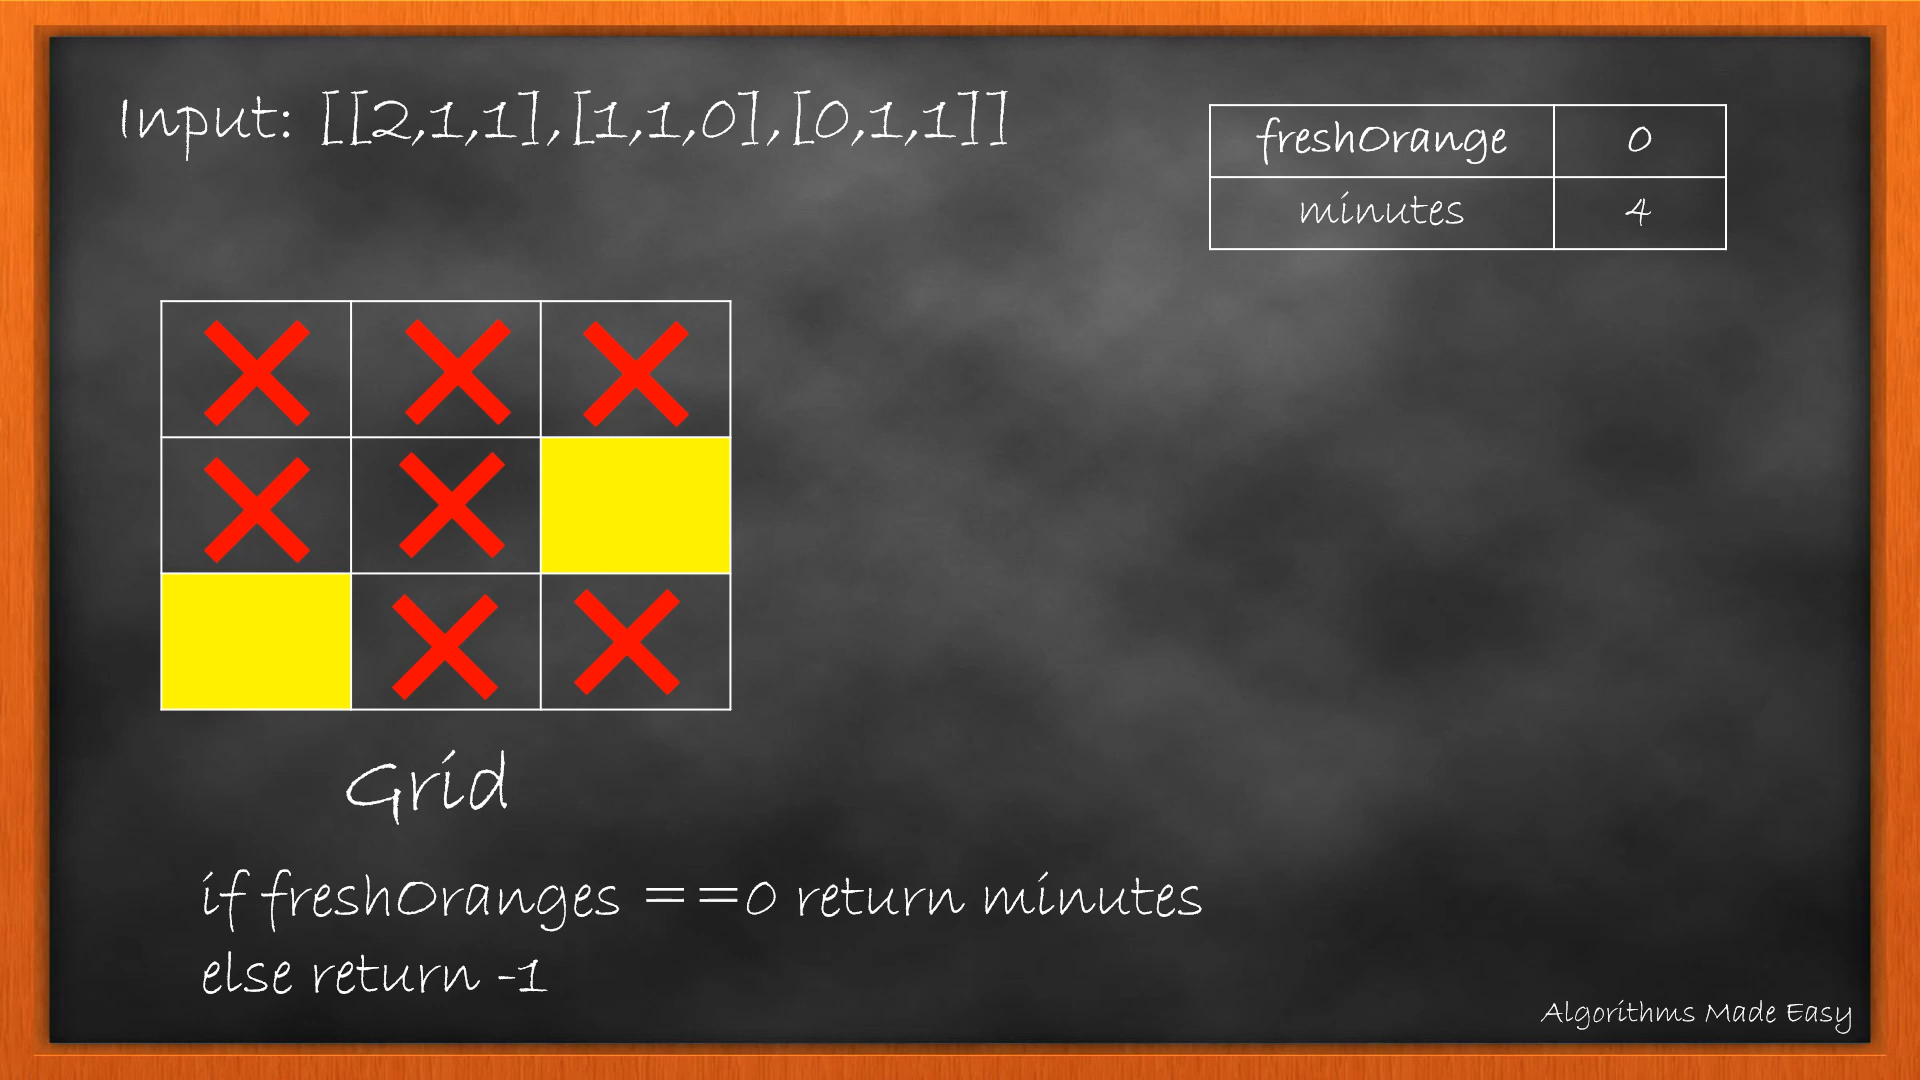 Input: [[2,1,1],[1,1,0],[0,1,1]]
freshOrange 0
minutes 4
Grid
if freshOranges ==0 return minutes
else return -1
Algorithms Made Easy